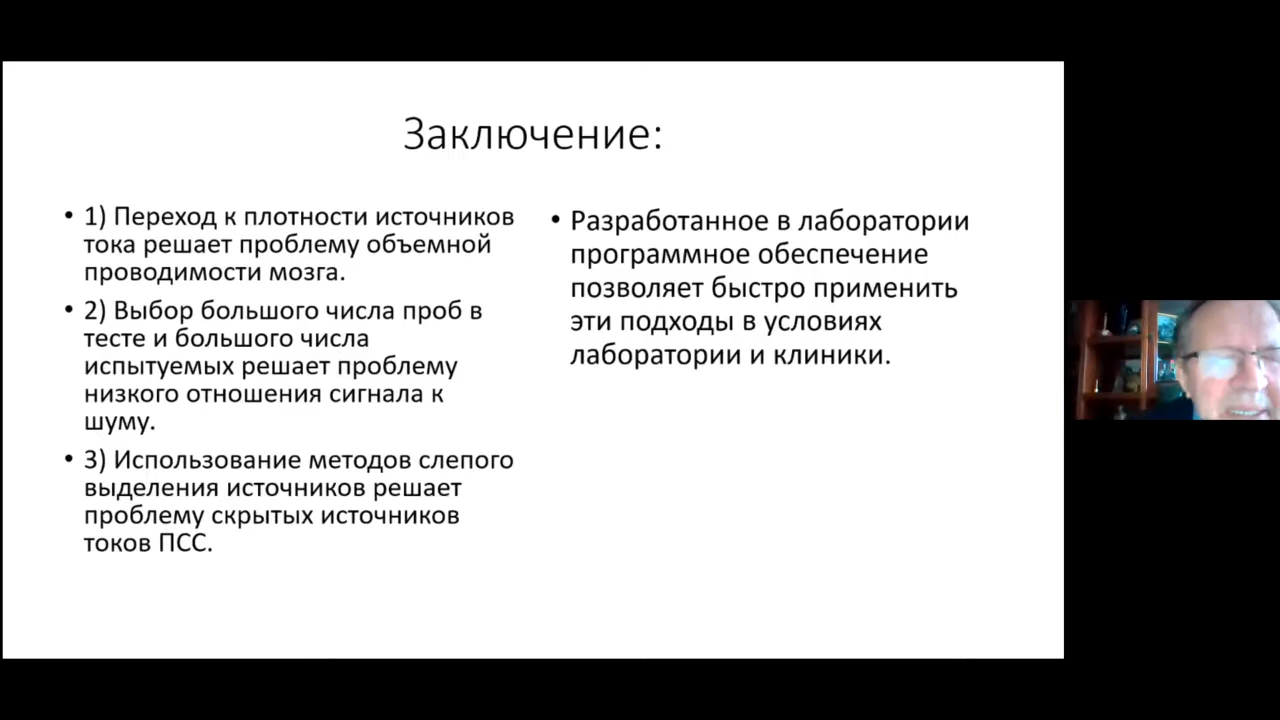 Заключение:
• 1) Переход к плотности источников
тока решает проблему объемной
проводимости мозга.
• 2) Выбор большого числа проб в
тесте и большого числа
испытуемых решает проблему
низкого отношения сигнала к
шуму.
• 3) Использование методов слепого
выделения источников решает
проблему скрытых источников
токов ПСС.
• Разработанное в лаборатории
программное обеспечение
позволяет быстро применить
эти подходы в условиях
лаборатории и клиники.